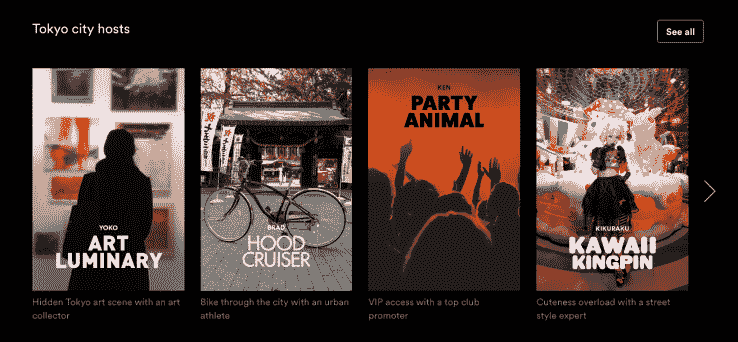 Tokyo city hosts
See all
YOKO
ART
LUMINARY
Hidden Tokyo art scene with an art
collector
BRAD
HOOD
CRUISER
Bike through the city with an urban
athlete
KEN
PARTY
ANIMAL
VIP access with a top club
promoter
KIKURAKU
KAWAII
KINGPIN
Cuteness overload with a street
style expert